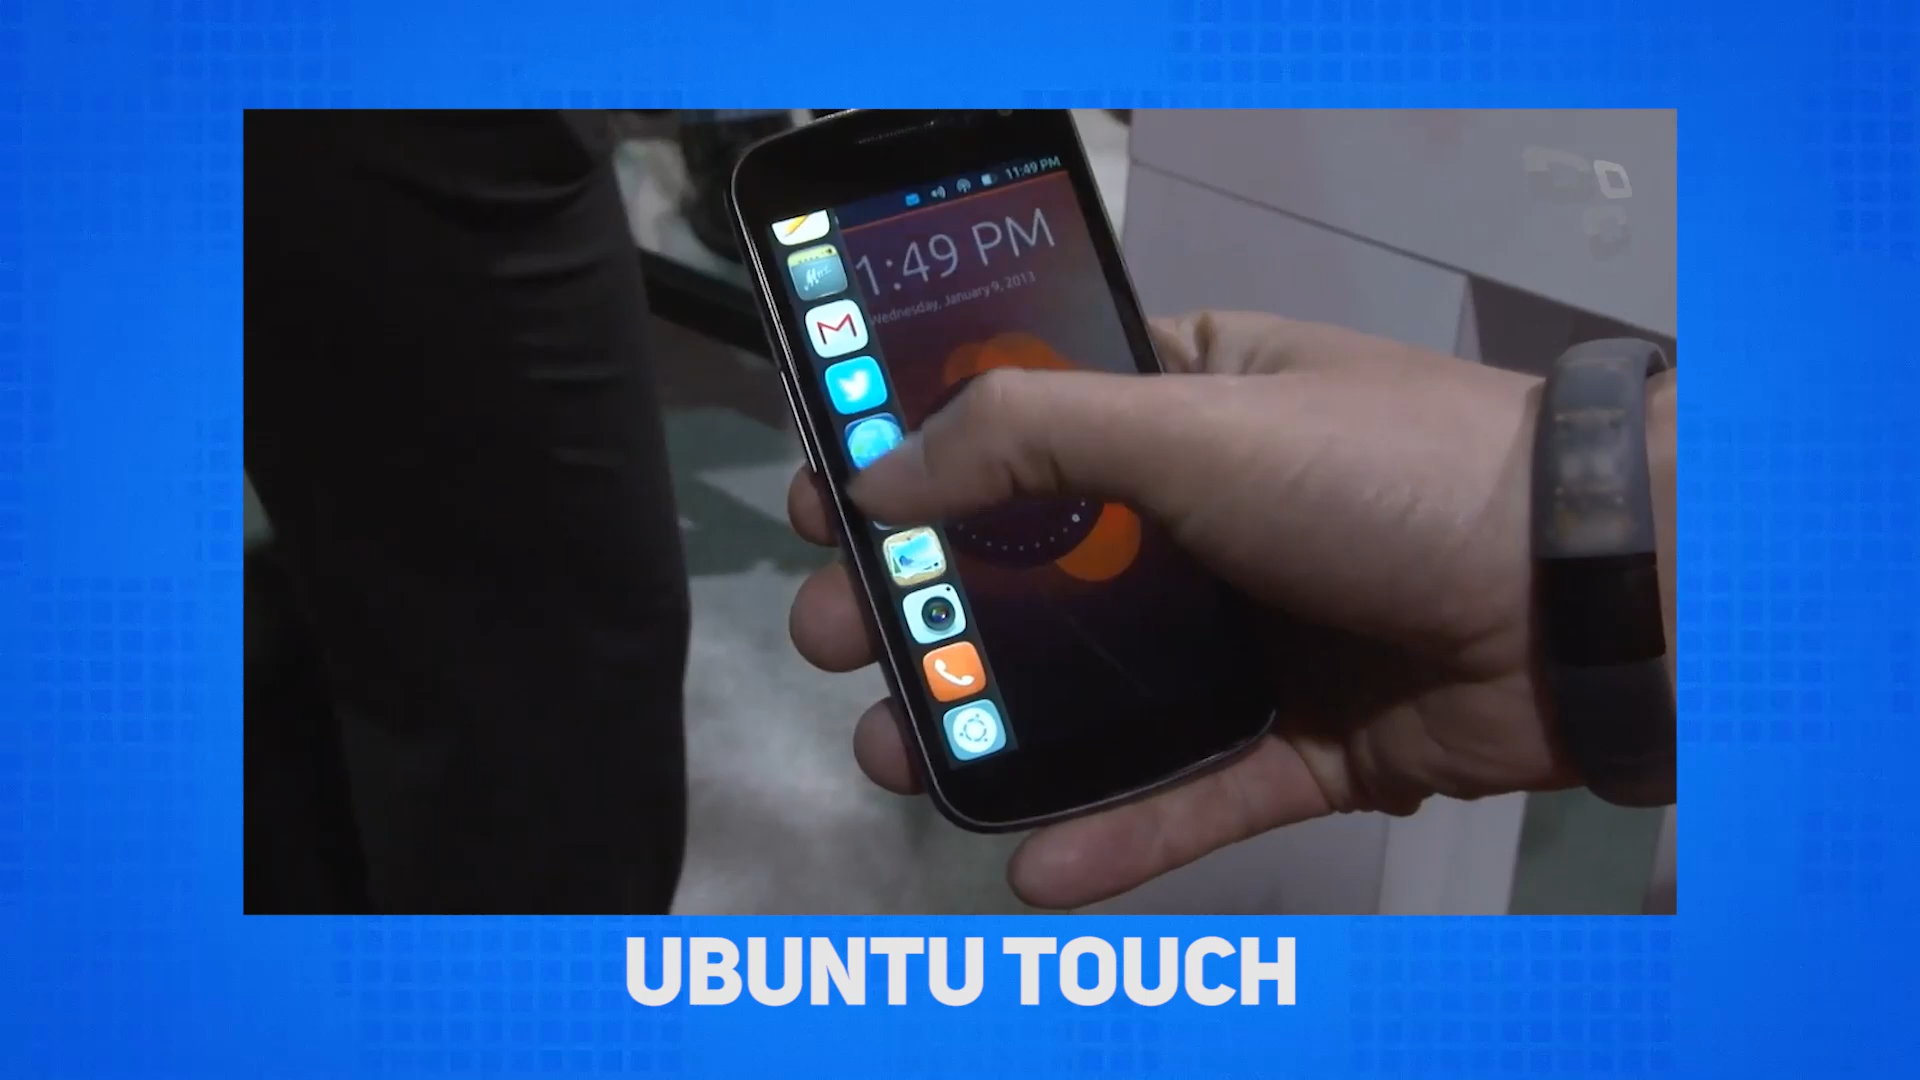 11:49 PM
1:49 PM
Wednesday, January 9, 2013
UBUNTU TOUCH